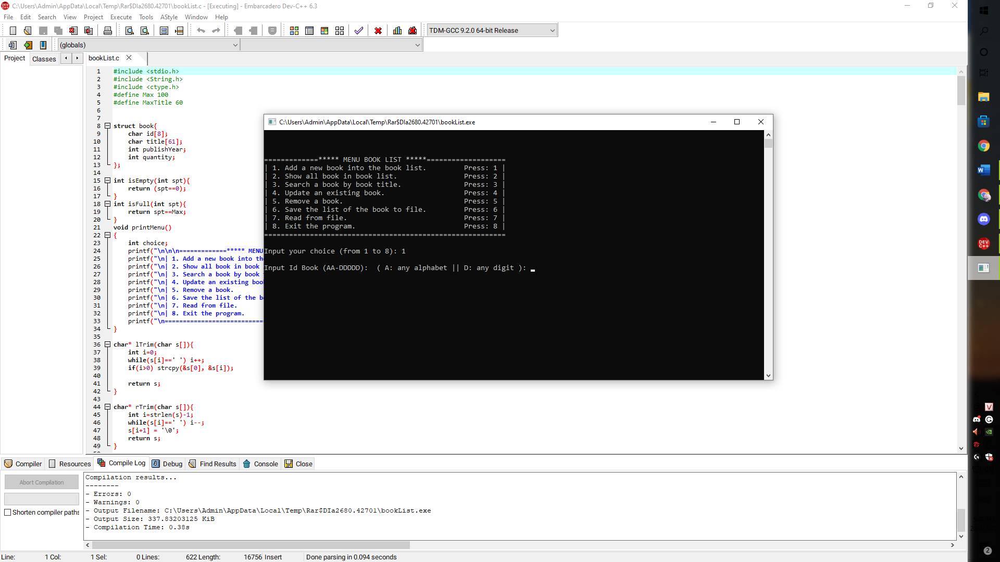 C:\Users\Admin\AppData\Local\Temp\Rar$DIa2680.42701\bookList.c - [Executing] - Embarcadero Dev-C++ 6.3
File Edit Search View Project Execute Tools AStyle Window Help
TDM-GCC 9.2.0 64-bit Release
(globals)
Project Classes
bookList.c
1 #include <stdio.h>
2 #include <String.h>
3 #include <ctype.h>
4 #define Max 100
5 #define MaxTitle 60
6
7
8 struct book{
9 char id[8];
10 char title[61];
11 int publishYear;
12 int quantity;
13 };
14
15 int isEmpty(int spt){
16 return (spt==0);
17 }
18 int isFull(int spt){
19 return spt==Max;
20 }
21 void printMenu()
22 {
23 int choice;
24 printf("\n\n\n=============***** MENU
25 printf("\n| 1. Add a new book into th
26 printf("\n| 2. Show all book in book
27 printf("\n| 3. Search a book by book
28 printf("\n| 4. Update an existing boo
29 printf("\n| 5. Remove a book.
30 printf("\n| 6. Save the list of the b
31 printf("\n| 7. Read from file.
32 printf("\n| 8. Exit the program.
33 printf("\n===========================
34 }
35
36 char* lTrim(char s[]){
37 int i=0;
38 while(s[i]==' ') i++;
39 if(i>0) strcpy(&s[0], &s[i]);
40
41 return s;
42 }
43
44 char* rTrim(char s[]){
45 int i=strlen(s)-1;
46 while(s[i]==' ') i--;
47 s[i+1] = '\0';
48 return s;
49 }
C:\Users\Admin\AppData\Local\Temp\Rar$DIa2680.42701\bookList.exe
=============***** MENU BOOK LIST *****===================
| 1. Add a new book into the book list. Press: 1 |
| 2. Show all book in book list. Press: 2 |
| 3. Search a book by book title. Press: 3 |
| 4. Update an existing book. Press: 4 |
| 5. Remove a book. Press: 5 |
| 6. Save the list of the book to file. Press: 6 |
| 7. Read from file. Press: 7 |
| 8. Exit the program. Press: 8 |
==========================================================
Input your choice (from 1 to 8): 1
Input Id Book (AA-DDDDD): ( A: any alphabet || D: any digit ):
Compiler Resources Compile Log Debug Find Results Console Close
Abort Compilation
Shorten compiler paths
Compilation results...
--------
- Errors: 0
- Warnings: 0
- Output Filename: C:\Users\Admin\AppData\Local\Temp\Rar$DIa2680.42701\bookList.exe
- Output Size: 337.83203125 KiB
- Compilation Time: 0.38s
Line: 1 Col: 1 Sel: 0 Lines: 622 Length: 16756 Insert Done parsing in 0.094 seconds
DEV C++
2